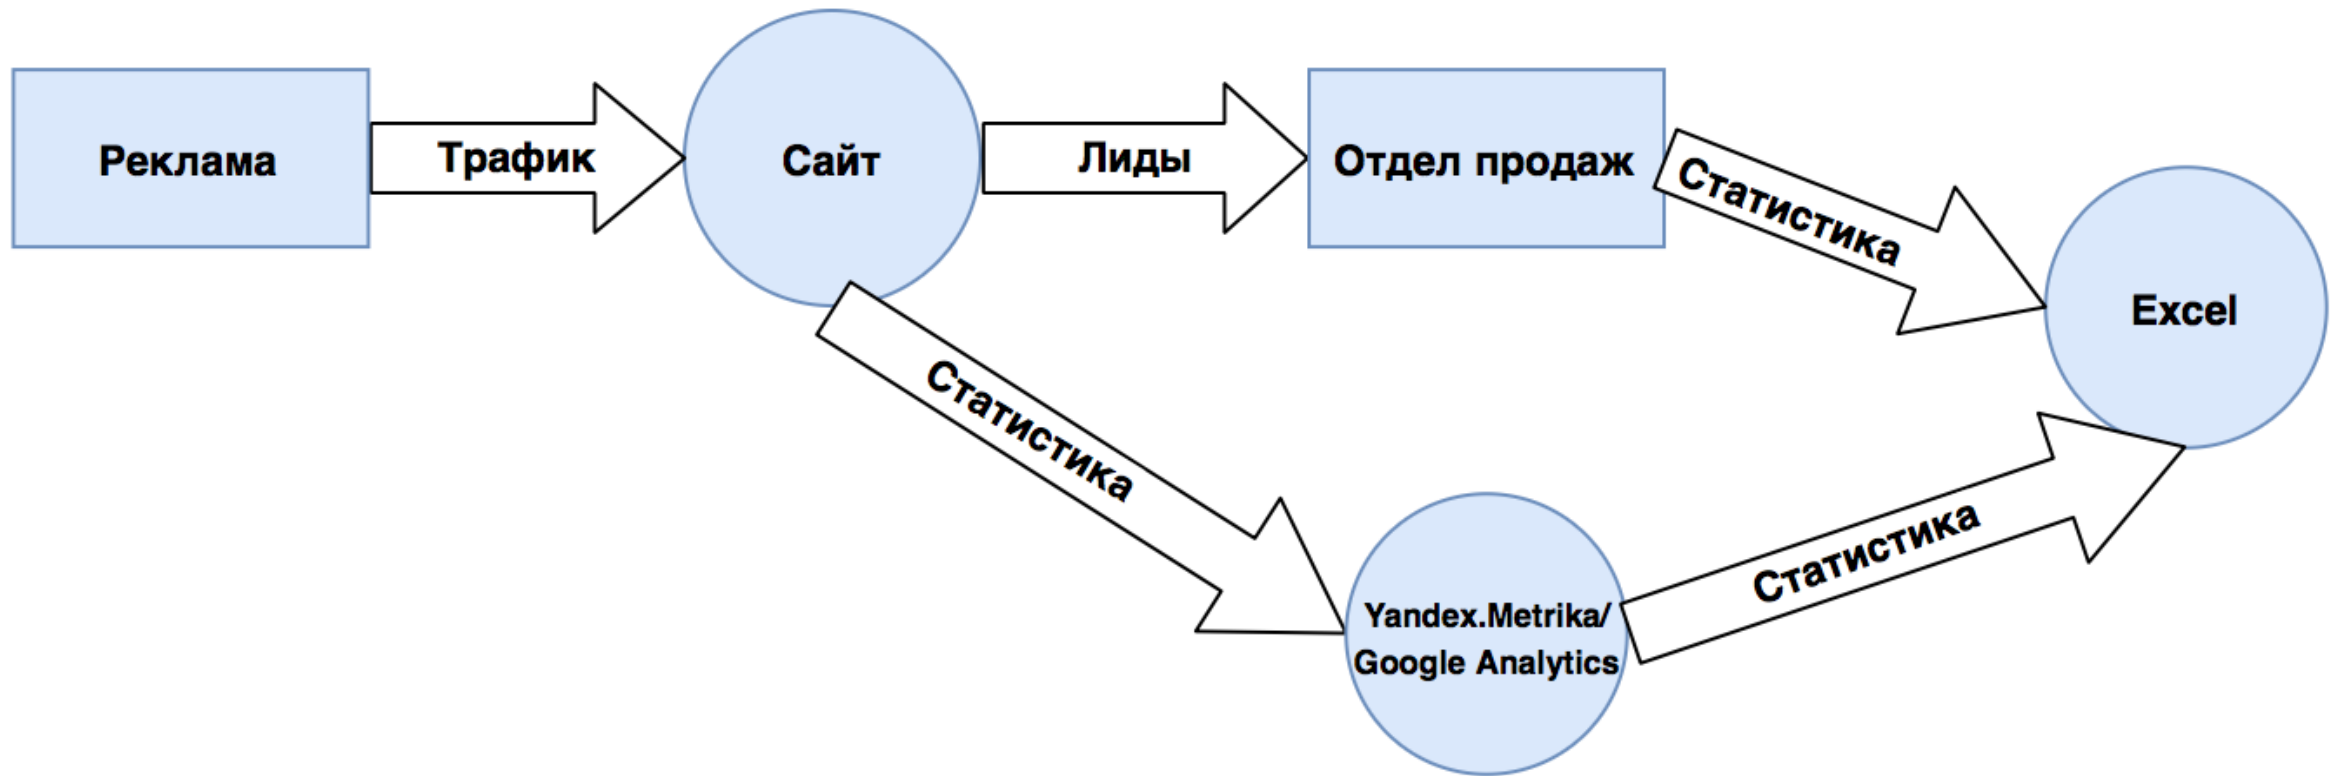 Реклама
Трафик
Сайт
Лиды
Отдел продаж
Статистика
Excel
Статистика
Yandex.Metrika/
Google Analytics
Статистика